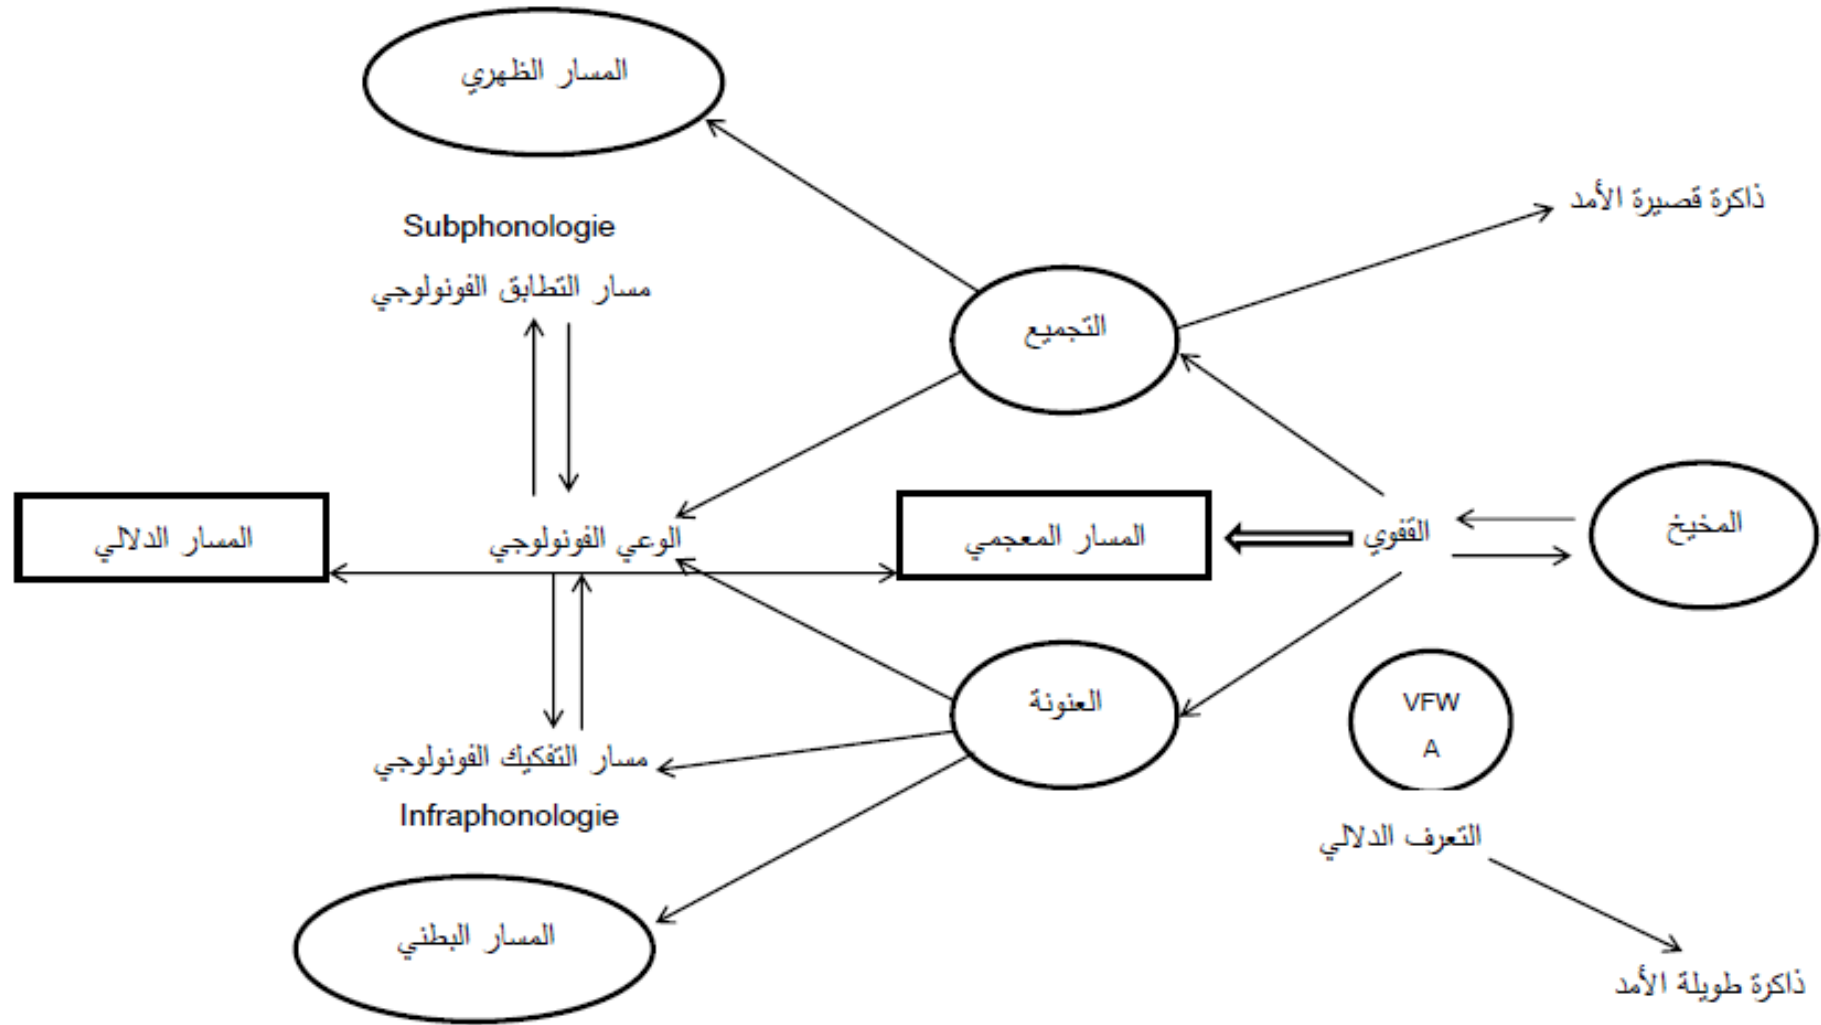 المسار الظهري
ذاكرة قصيرة الأمد
Subphonologie
مسار التطابق الفونولوجي
التجميع
المخيخ
القفوي
المسار المعجمي
الوعي الفونولوجي
المسار الدلالي
العنونة
VFW
A
مسار التفكيك الفونولوجي
Infraphonologie
التعرف الدلالي
المسار البطني
ذاكرة طويلة الأمد